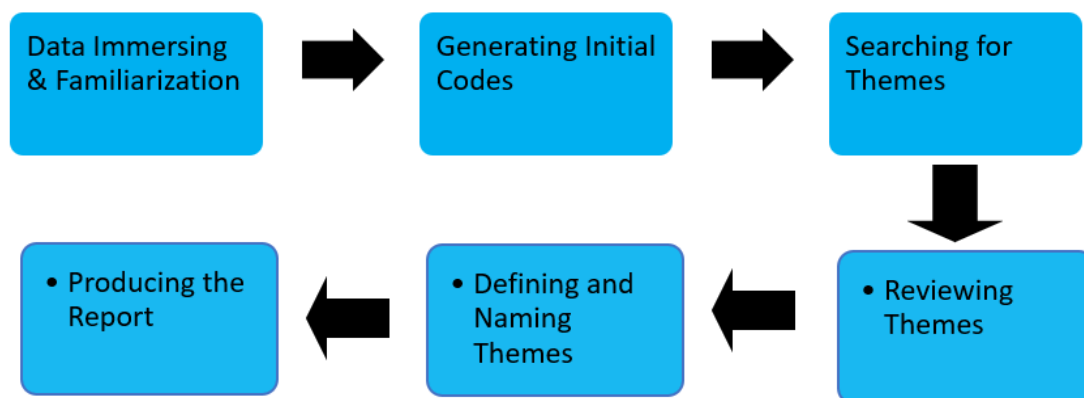 Data Immersing
& Familiarization
Generating Initial
Codes
Searching for
Themes
• Reviewing
Themes
• Defining and
Naming
Themes
• Producing the
Report